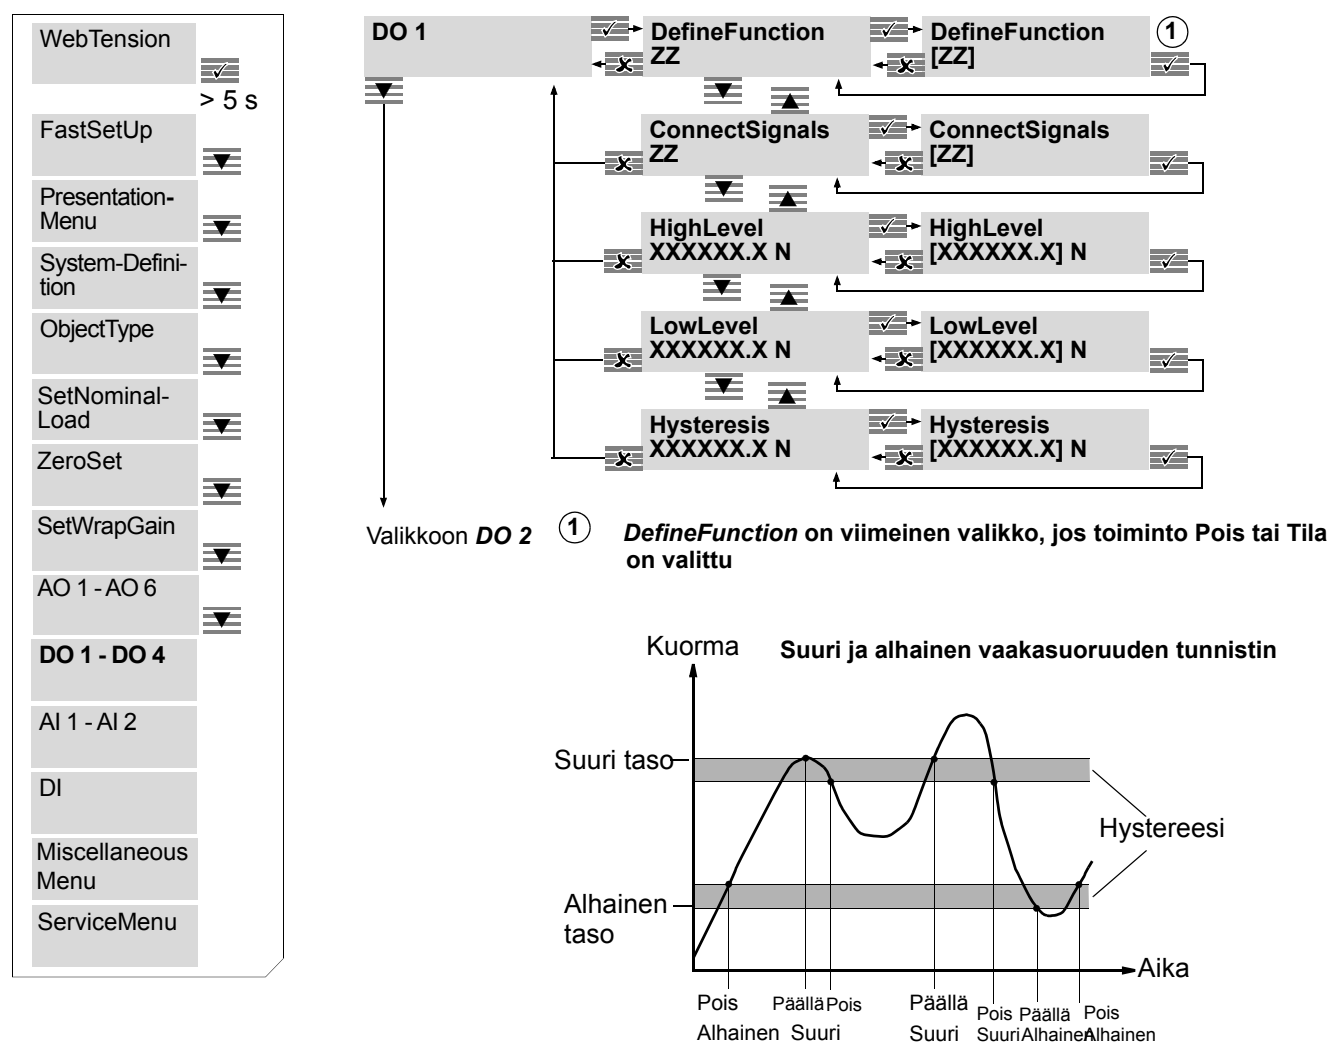 WebTension
> 5 s
FastSetUp
Presentation-
Menu
System-Defini-
tion
ObjectType
SetNominal-
Load
ZeroSet
SetWrapGain
AO 1 - AO 6
DO 1 - DO 4
AI 1 - AI 2
DI
Miscellaneous
Menu
ServiceMenu
DO 1
DefineFunction
ZZ
DefineFunction
[ZZ]
1
ConnectSignals
ZZ
ConnectSignals
[ZZ]
HighLevel
XXXXXX.X N
HighLevel
[XXXXXX.X] N
LowLevel
XXXXXX.X N
LowLevel
[XXXXXX.X] N
Hysteresis
XXXXXX.X N
Hysteresis
[XXXXXX.X] N
Valikkoon DO 2
1
DefineFunction on viimeinen valikko, jos toiminto Pois tai Tila
on valittu
Kuorma
Suuri ja alhainen vaakasuoruuden tunnistin
Suuri taso
Hystereesi
Alhainen
taso
Aika
Pois
Alhainen
Päällä
Suuri
Pois
Päällä
Suuri
Pois
Suuri
Päällä
Alhainen
Pois
Alhainen